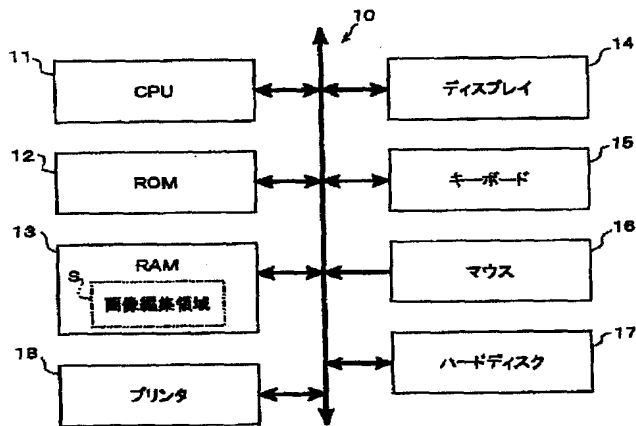 10
11
CPU
14
ディスプレイ
12
ROM
15
キーボード
13
RAM
S
画像編集領域
16
マウス
18
プリンタ
17
ハードディスク